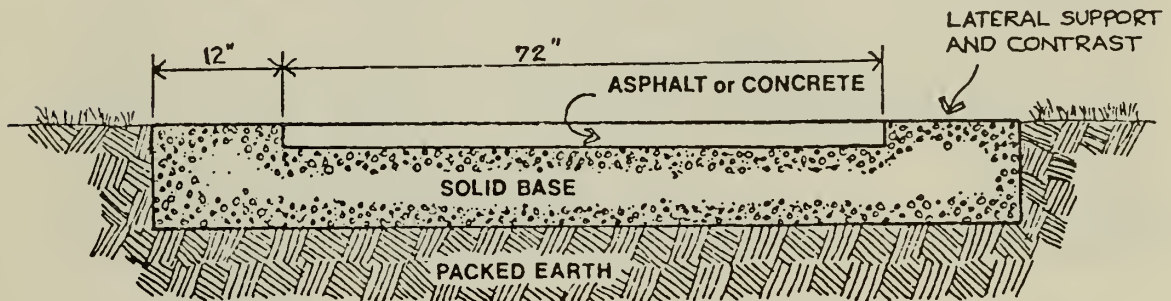 LATERAL SUPPORT
AND CONTRAST
12"
72"
ASPHALT or CONCRETE
SOLID BASE
PACKED EARTH